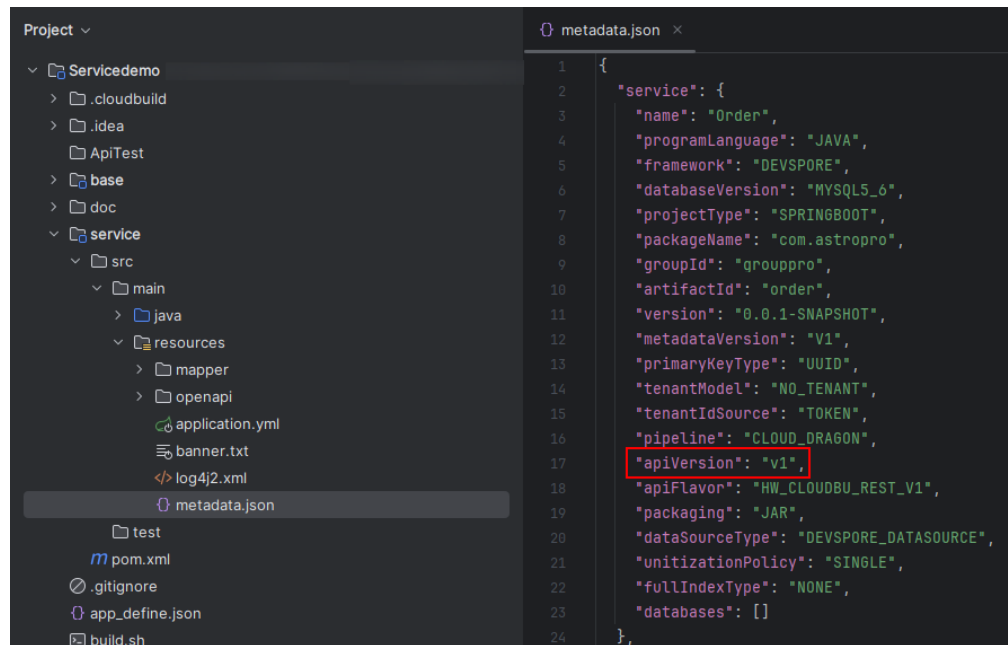 Project
Servicedemo
.cloudbuild
.idea
ApiTest
base
doc
service
src
main
java
resources
mapper
openapi
application.yml
banner.txt
</> log4j2.xml
{} metadata.json
test
m pom.xml
.gitignore
{} app_define.json
build.sh
{} metadata.json ×
1 {
2 "service": {
3 "name": "Order",
4 "programLanguage": "JAVA",
5 "framework": "DEVSPORE",
6 "databaseVersion": "MYSQL5_6",
7 "projectType": "SPRINGBOOT",
8 "packageName": "com.astropro",
9 "groupId": "grouppro",
10 "artifactId": "order",
11 "version": "0.0.1-SNAPSHOT",
12 "metadataVersion": "V1",
13 "primaryKeyType": "UUID",
14 "tenantModel": "NO_TENANT",
15 "tenantIdSource": "TOKEN",
16 "pipeline": "CLOUD_DRAGON",
17 "apiVersion": "v1",
18 "apiFlavor": "HW_CLOUDBU_REST_V1",
19 "packaging": "JAR",
20 "dataSourceType": "DEVSPORE_DATASOURCE",
21 "unitizationPolicy": "SINGLE",
22 "fullIndexType": "NONE",
23 "databases": []
24 },